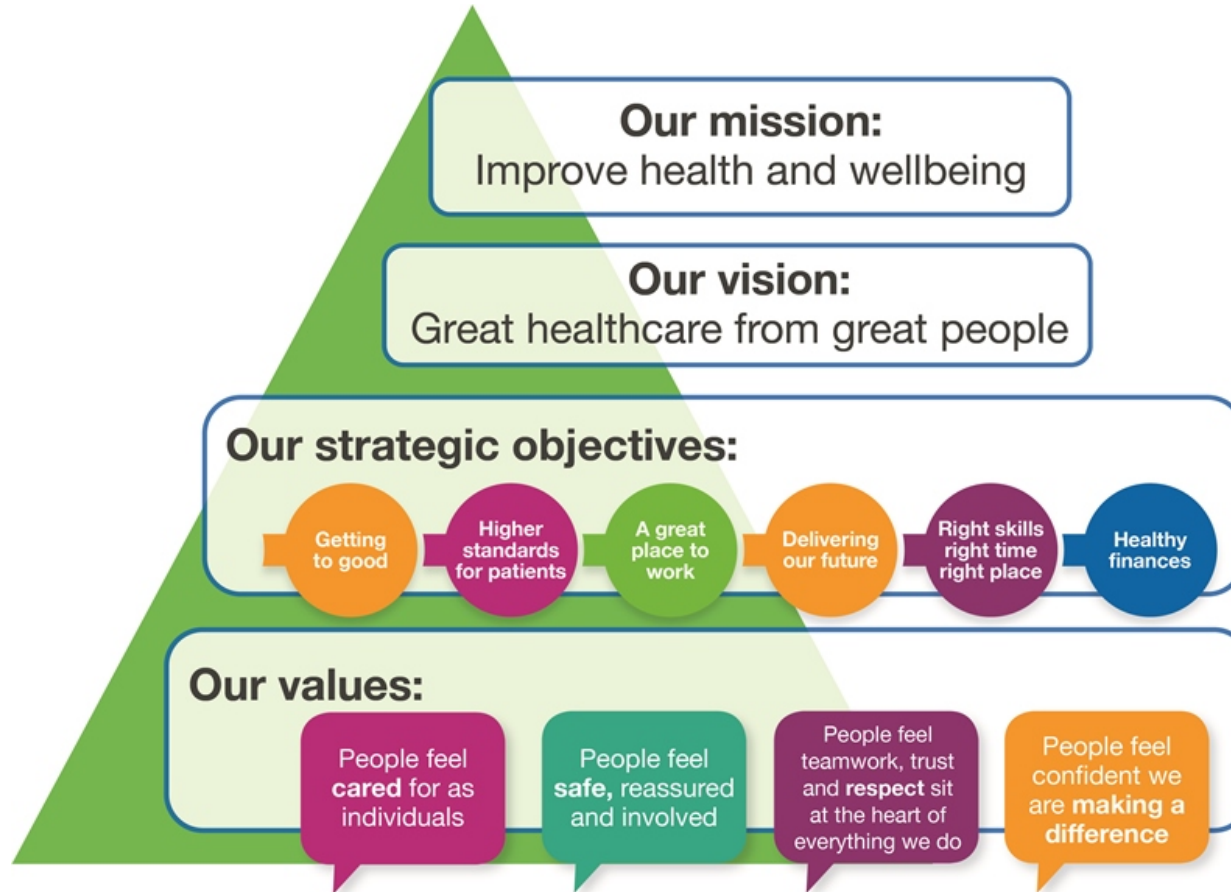 Our mission:
Improve health and wellbeing
Our vision:
Great healthcare from great people
Our strategic objectives:
Getting
to good
Higher
standards
for patients
A great
place to
work
Delivering
our future
Right skills
right time
right place
Healthy
finances
Our values:
People feel
cared for as
individuals
People feel
safe, reassured
and involved
People feel
teamwork, trust
and respect sit
at the heart of
everything we do
People feel
confident we
are making a
difference